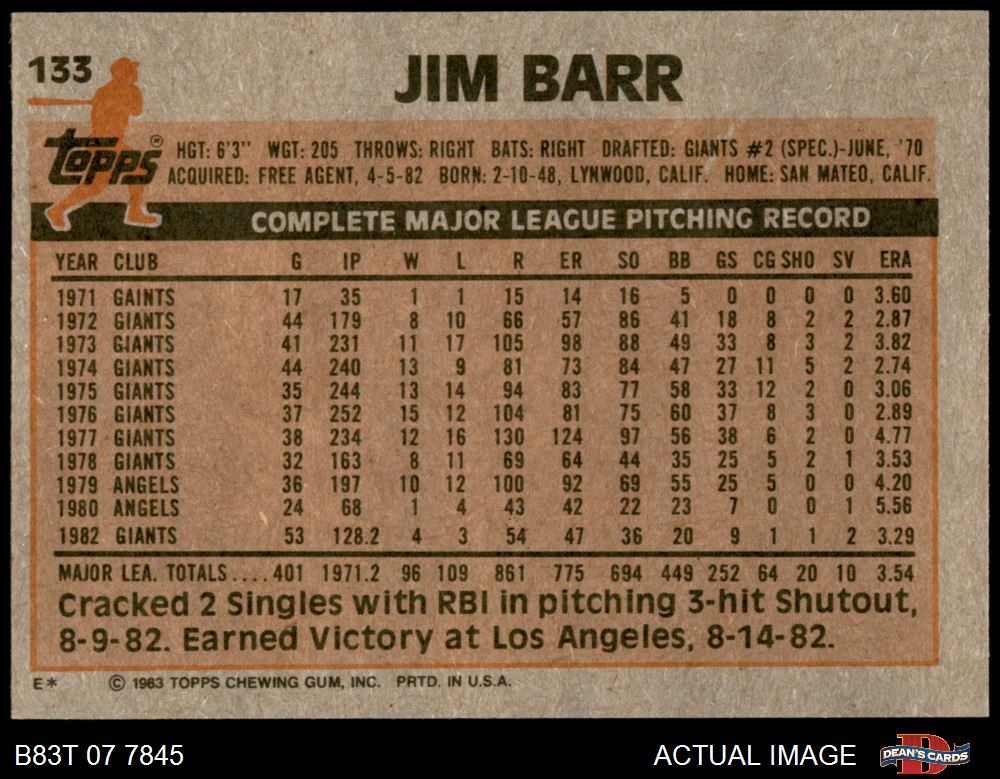 133
JIM BARR
TOPPS®
HGT: 6'3" WGT: 205 THROWS: RIGHT BATS: RIGHT DRAFTED: GIANTS #2 (SPEC.)-JUNE, '70
ACQUIRED: FREE AGENT, 4-5-82 BORN: 2-10-48, LYNWOOD, CALIF. HOME: SAN MATEO, CALIF.
COMPLETE MAJOR LEAGUE PITCHING RECORD
YEAR CLUB G IP W L R ER SO BB GS CG SHO SV ERA
1971 GAINTS 17 35 1 1 15 14 16 5 0 0 0 0 3.60
1972 GIANTS 44 179 8 10 66 57 86 41 18 8 2 2 2.87
1973 GIANTS 41 231 11 17 105 98 88 49 33 8 3 2 3.82
1974 GIANTS 44 240 13 9 81 73 84 47 27 11 5 2 2.74
1975 GIANTS 35 244 13 14 94 83 77 58 33 12 2 0 3.06
1976 GIANTS 37 252 15 12 104 81 75 60 37 8 3 0 2.89
1977 GIANTS 38 234 12 16 130 124 97 56 38 6 2 0 4.77
1978 GIANTS 32 163 8 11 69 64 44 35 25 5 2 1 3.53
1979 ANGELS 36 197 10 12 100 92 69 55 25 5 0 0 4.20
1980 ANGELS 24 68 1 4 43 42 22 23 7 0 0 1 5.56
1982 GIANTS 53 128.2 4 3 54 47 36 20 9 1 1 2 3.29
MAJOR LEA. TOTALS....401 1971.2 96 109 861 775 694 449 252 64 20 10 3.54
Cracked 2 Singles with RBI in pitching 3-hit Shutout,
8-9-82. Earned Victory at Los Angeles, 8-14-82.
E* © 1983 TOPPS CHEWING GUM, INC. PRTD. IN U.S.A.
B83T 07 7845 ACTUAL IMAGE DEAN'S CARDS